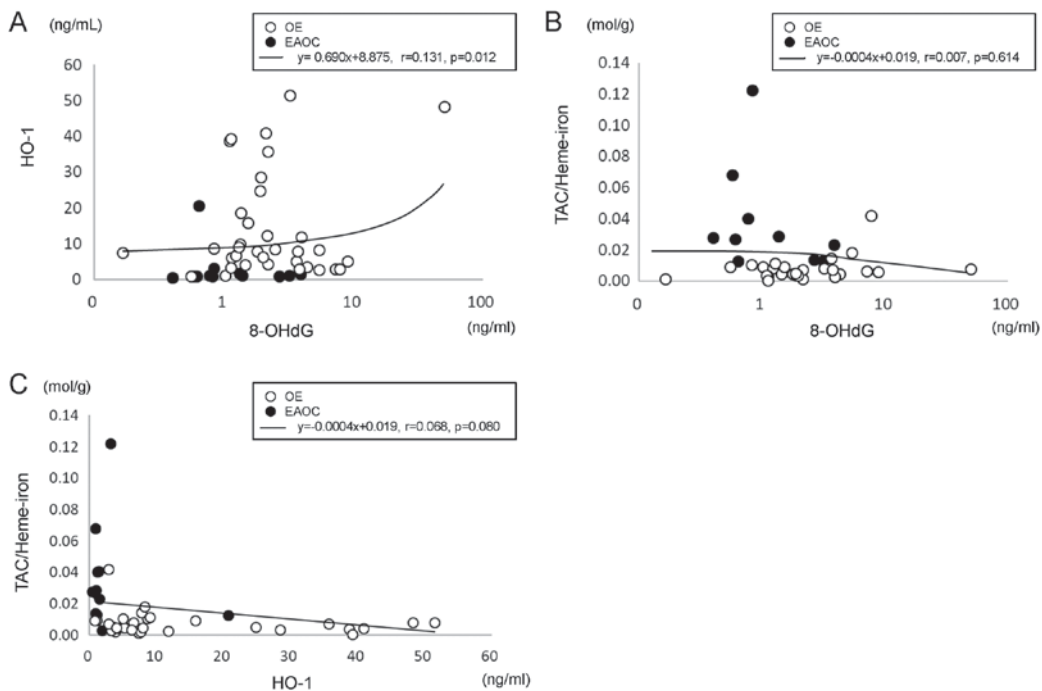 A
(ng/mL)
OE
EAOC
y= 0.690x+8.875, r=0.131, p=0.012
60
50
40
30
20
10
0
HO-1
0
1
10
100
8-OHdG
(ng/ml)
B
(mol/g)
OE
EAOC
y=-0.0004x+0.019, r=0.007, p=0.614
0.14
0.12
0.10
0.08
0.06
0.04
0.02
0.00
TAC/Heme-iron
0
1
10
100
8-OHdG
(ng/ml)
C
(mol/g)
OE
EAOC
y=-0.0004x+0.019, r=0.068, p=0.080
0.14
0.12
0.10
0.08
0.06
0.04
0.02
0.00
TAC/Heme-iron
0
10
20
30
40
50
60
HO-1
(ng/ml)